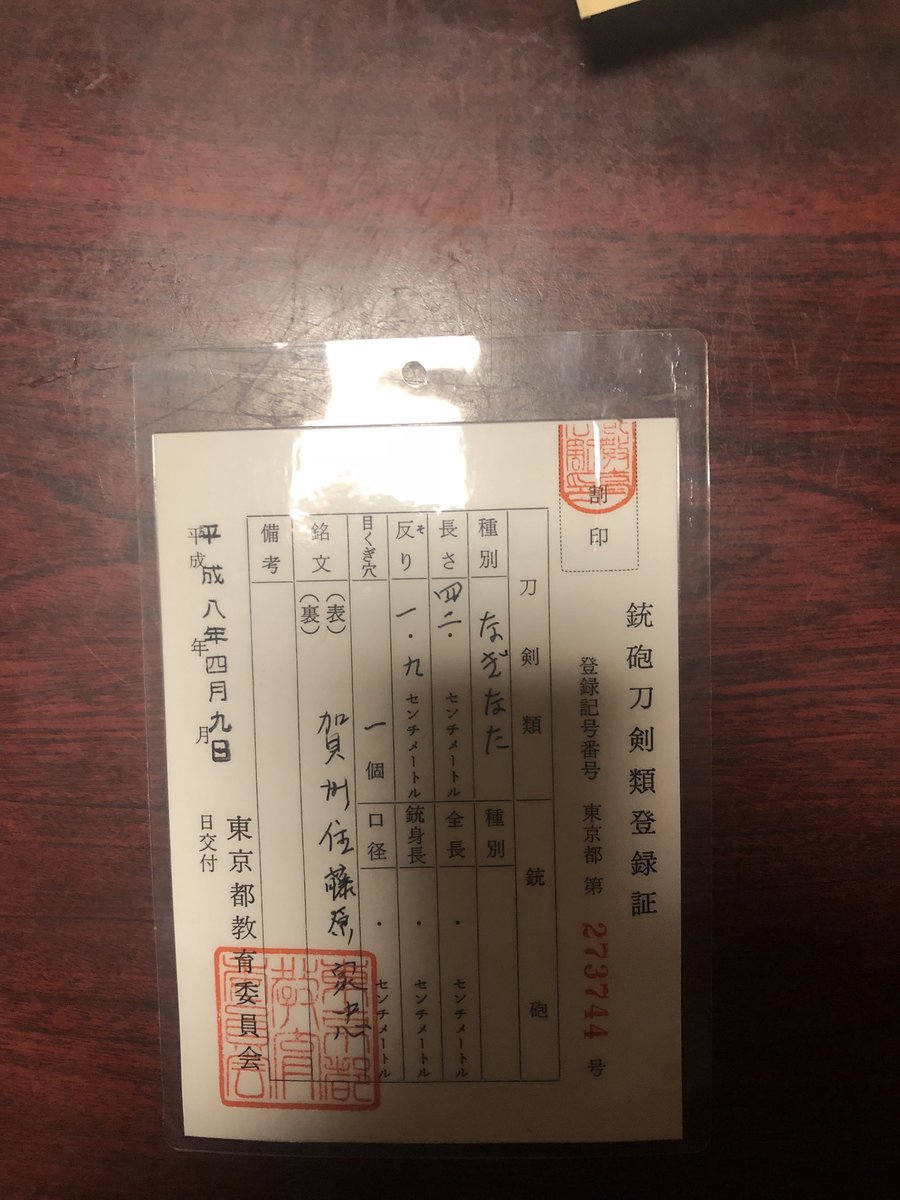 銃砲刀剣類登録証
割印
登録記号番号 東京都 第 273744 号
刀剣類 銃砲
種別 なぎなた 種別
長さ 四二. センチメートル 全長 . センチメートル
反り そ 一.九 センチメートル 銃身長 . センチメートル
目くぎ穴 一個 口径 . センチメートル
銘文 (表) (裏) 賀州住藤原家忠
備考
東京都教育委員会
平成八年四月九日
平成 年 月 日交付